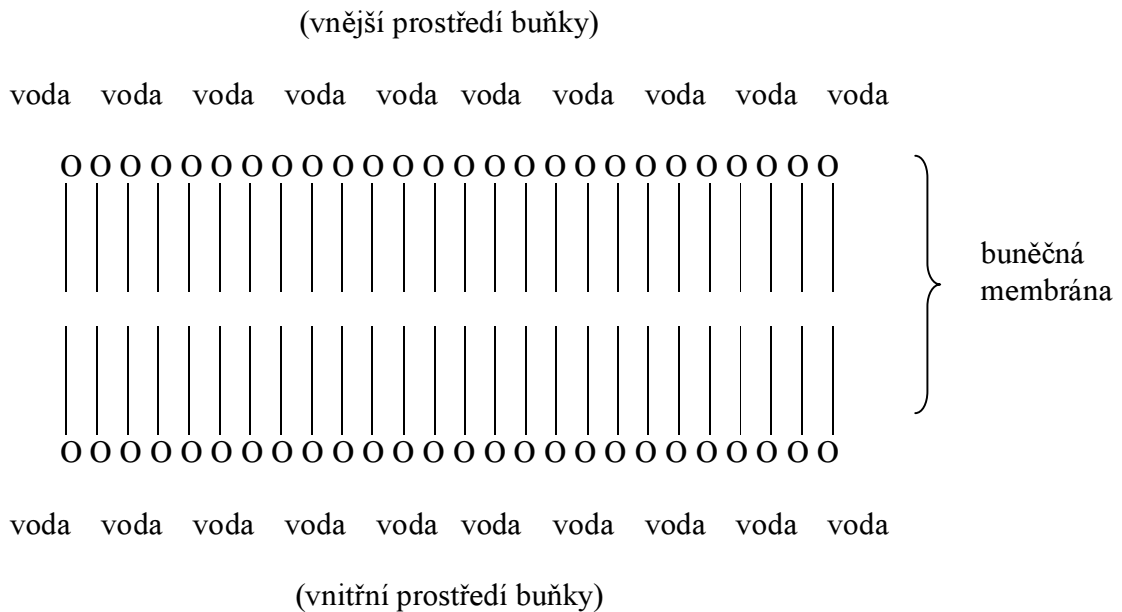 (vnější prostředí buňky)
voda voda voda voda voda voda voda voda voda voda
O O O O O O O O O O O O O O O O O O O O O O O O O O
buněčná
membrána
O O O O O O O O O O O O O O O O O O O O O O O O O O
voda voda voda voda voda voda voda voda voda voda
(vnitřní prostředí buňky)